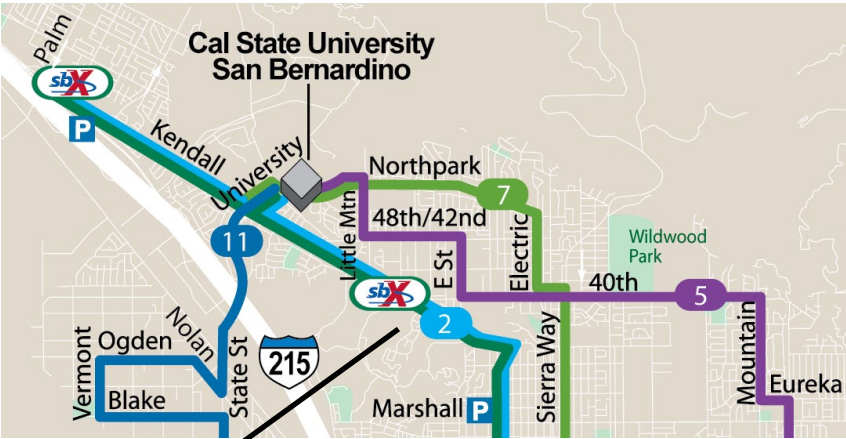 Palm
Cal State University
San Bernardino
sbX
P
Kendall
University
Northpark
7
Little Mtn
48th/42nd
11
E St
Electric
Wildwood
Park
40th
5
sbX
2
Nolan
Ogden
Vermont
State St
215
Sierra Way
Mountain
Eureka
Blake
Marshall
P